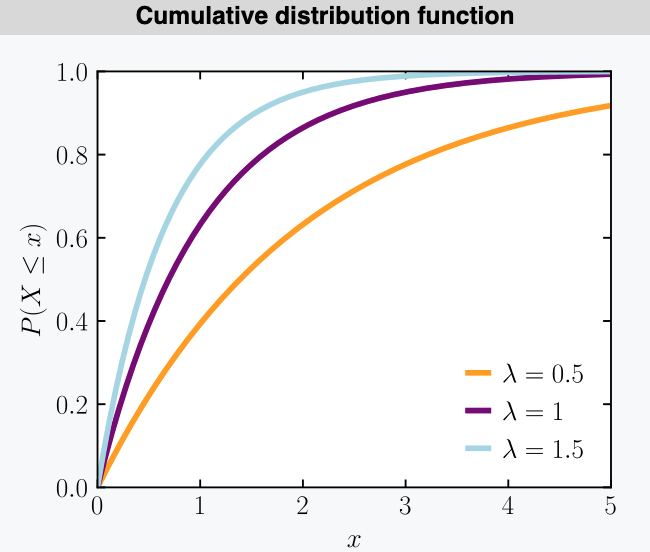 Cumulative distribution function
1.0
0.8
0.6
0.4
0.2
0.0
P(X ≤ x)
λ = 0.5
λ = 1
λ = 1.5
0 1 2 3 4 5
x